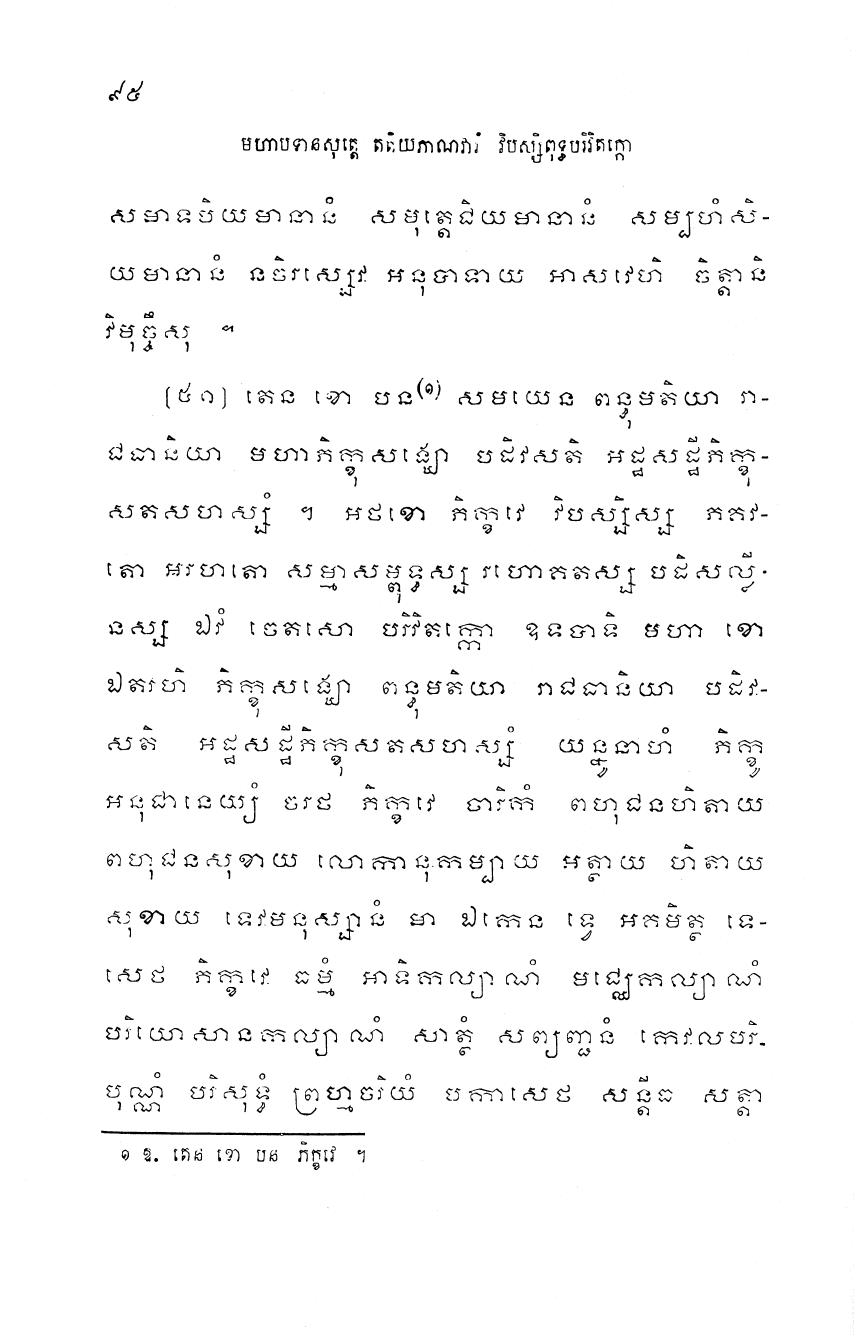 ៩៥
មហាបទានសុត្តេ តតិយភាណវារំ វិបស្សិពុទ្ធបរិវិតក្កោ
សមាទបិយមានានំ សមុត្តេជិយមានានំ សម្បហំសិ-
យមានានំ នចិរស្សេវ អនុបាទាយ អាសវេហិ ចិត្តានិ
វិមុច្ចឹសុ ។
(៥១) តេន ខោ បន(១) សមយេន ពន្ធុមតិយា រា-
ជធានិយា មហាភិក្ខុសង្ឃោ បដិវសតិ អដ្ឋសដ្ឋីភិក្ខុ-
សតសហស្សំ ។ អថខោ ភិក្ខវេ វិបស្សិស្ស ភគវ-
តោ អរហតោ សម្មាសម្ពុទ្ធស្ស រហោគតស្ស បដិសល្លី-
នស្ស ឯវំ ចេតសោ បរិវិតក្កោ ឧទបាទិ មហា ខោ
ឯតរហិ ភិក្ខុសង្ឃោ ពន្ធុមតិយា រាជធានិយា បដិវ-
សតិ អដ្ឋសដ្ឋីភិក្ខុសតសហស្សំ យន្នូនាហំ ភិក្ខូ
អនុជានេយ្យំ ចរថ ភិក្ខវេ ចារិកំ ពហុជនហិតាយ
ពហុជនសុខាយ លោកានុកម្បាយ អត្ថាយ ហិតាយ
សុខាយ ទេវមនុស្សានំ មា ឯកេន ទ្វេ អគមិត្ថ ទេ-
សេថ ភិក្ខវេ ធម្មំ អាទិកល្យាណំ មជ្ឈេកល្យាណំ
បរិយោសានកល្យាណំ សាត្ថំ សព្យញ្ជនំ កេវលបរិ-
បុណ្ណំ បរិសុទ្ធំ ព្រហ្មចរិយំ បកាសេថ សន្តីធ សត្តា
១ ឱ. តេន ខោ បន ភិក្ខវេ ។